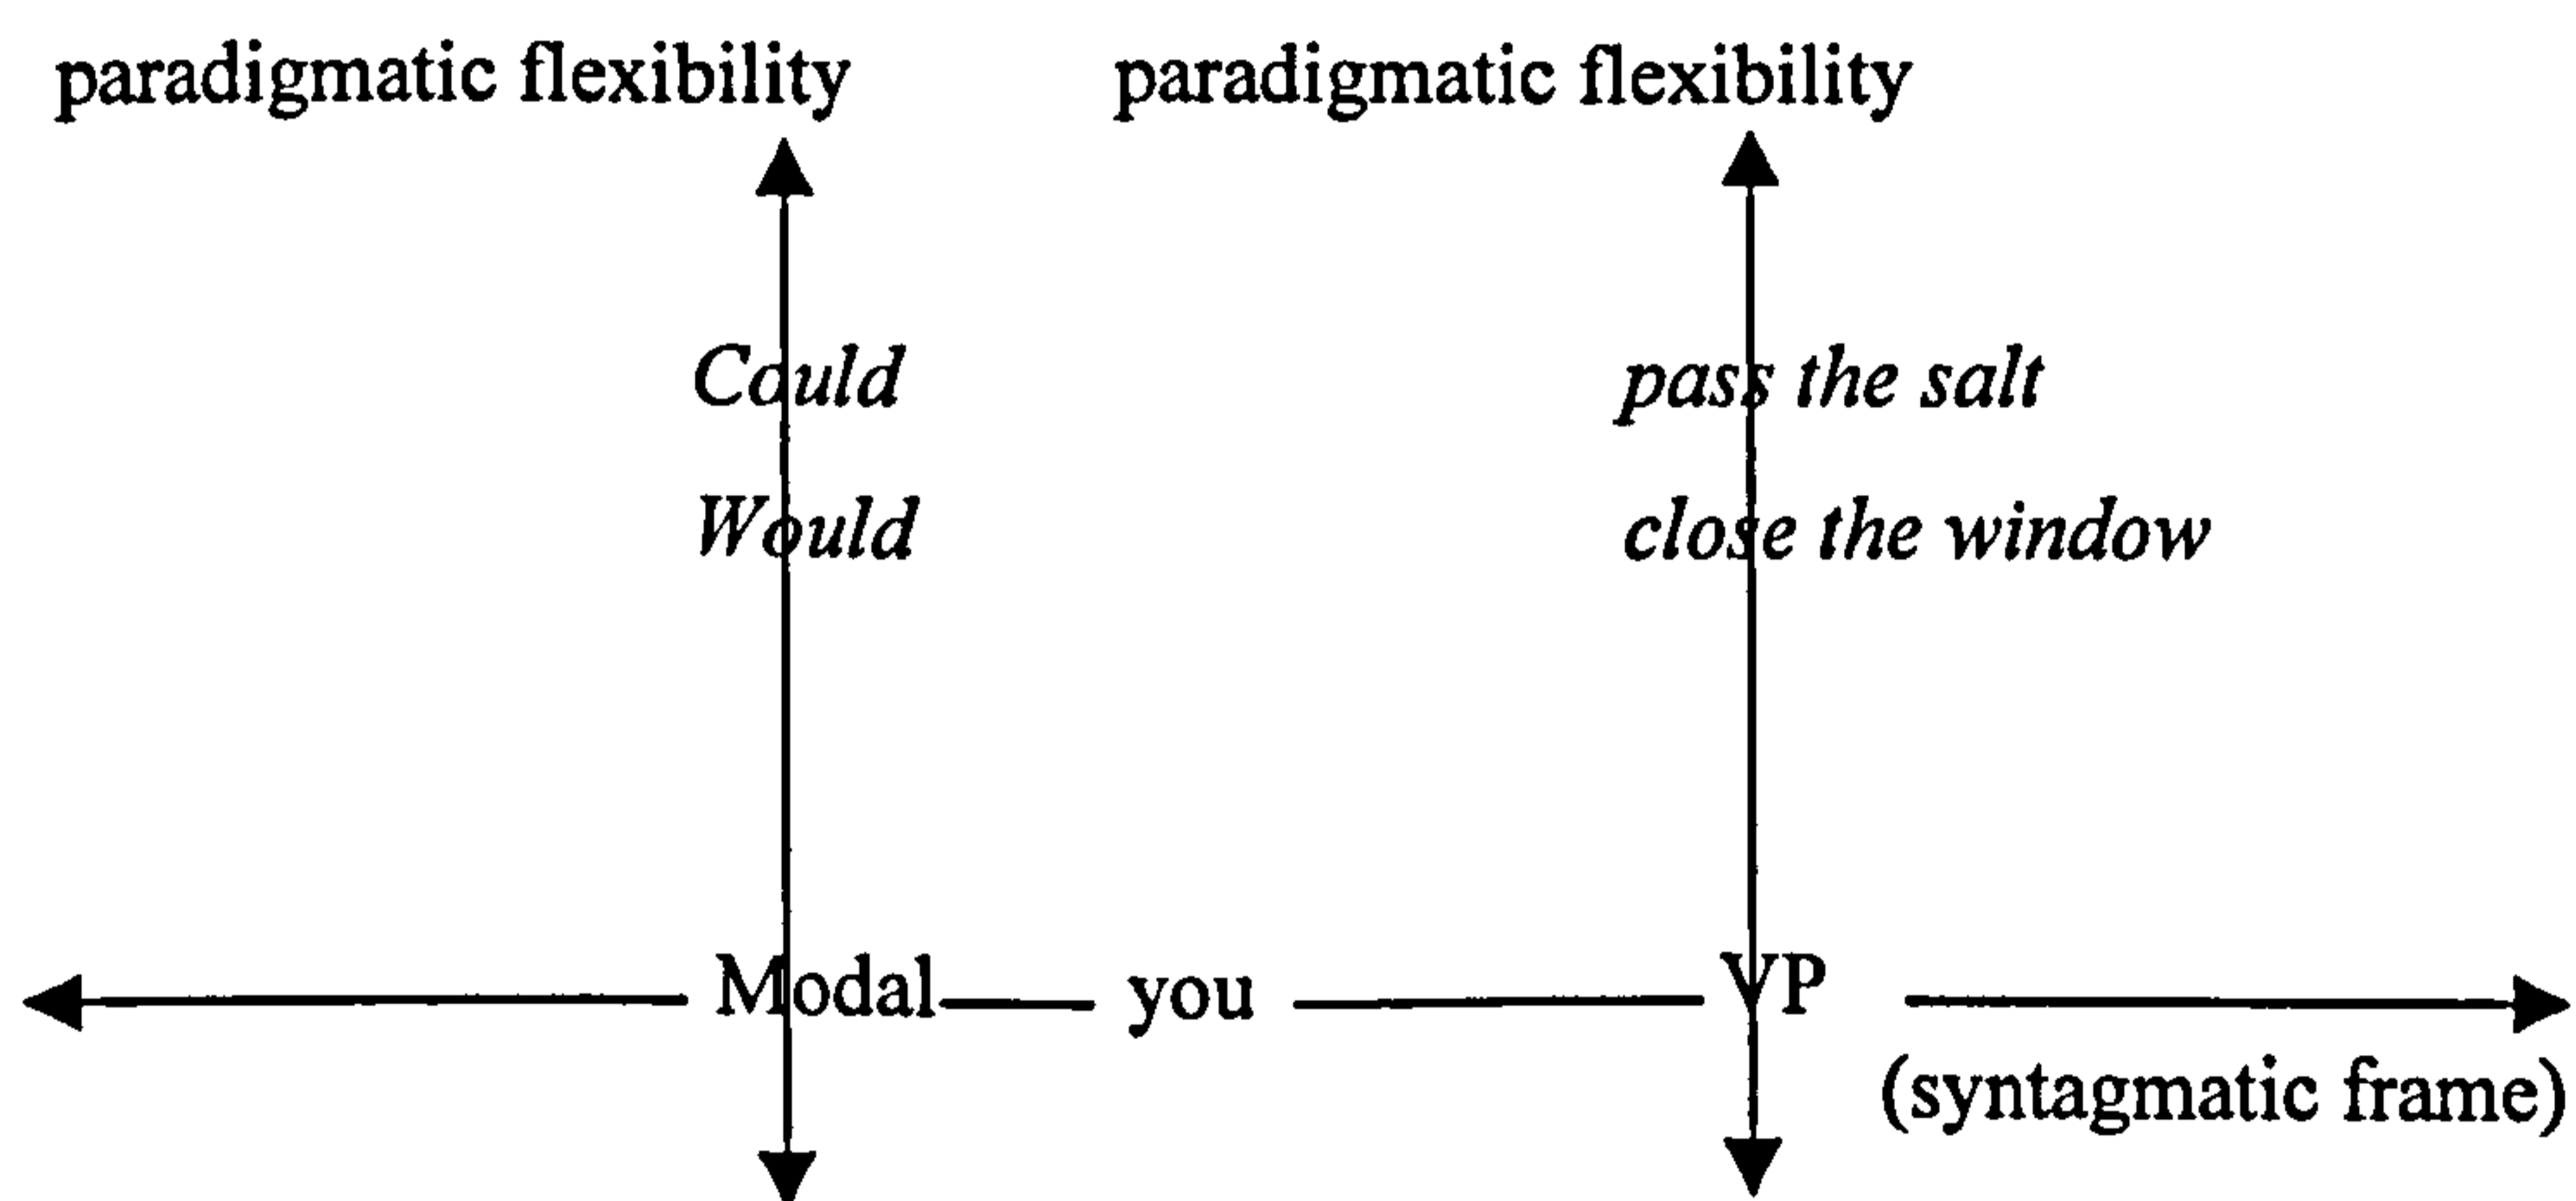 paradigmatic flexibility paradigmatic flexibility
Could pass the salt
Would close the window
Modal you VP
(syntagmatic frame)